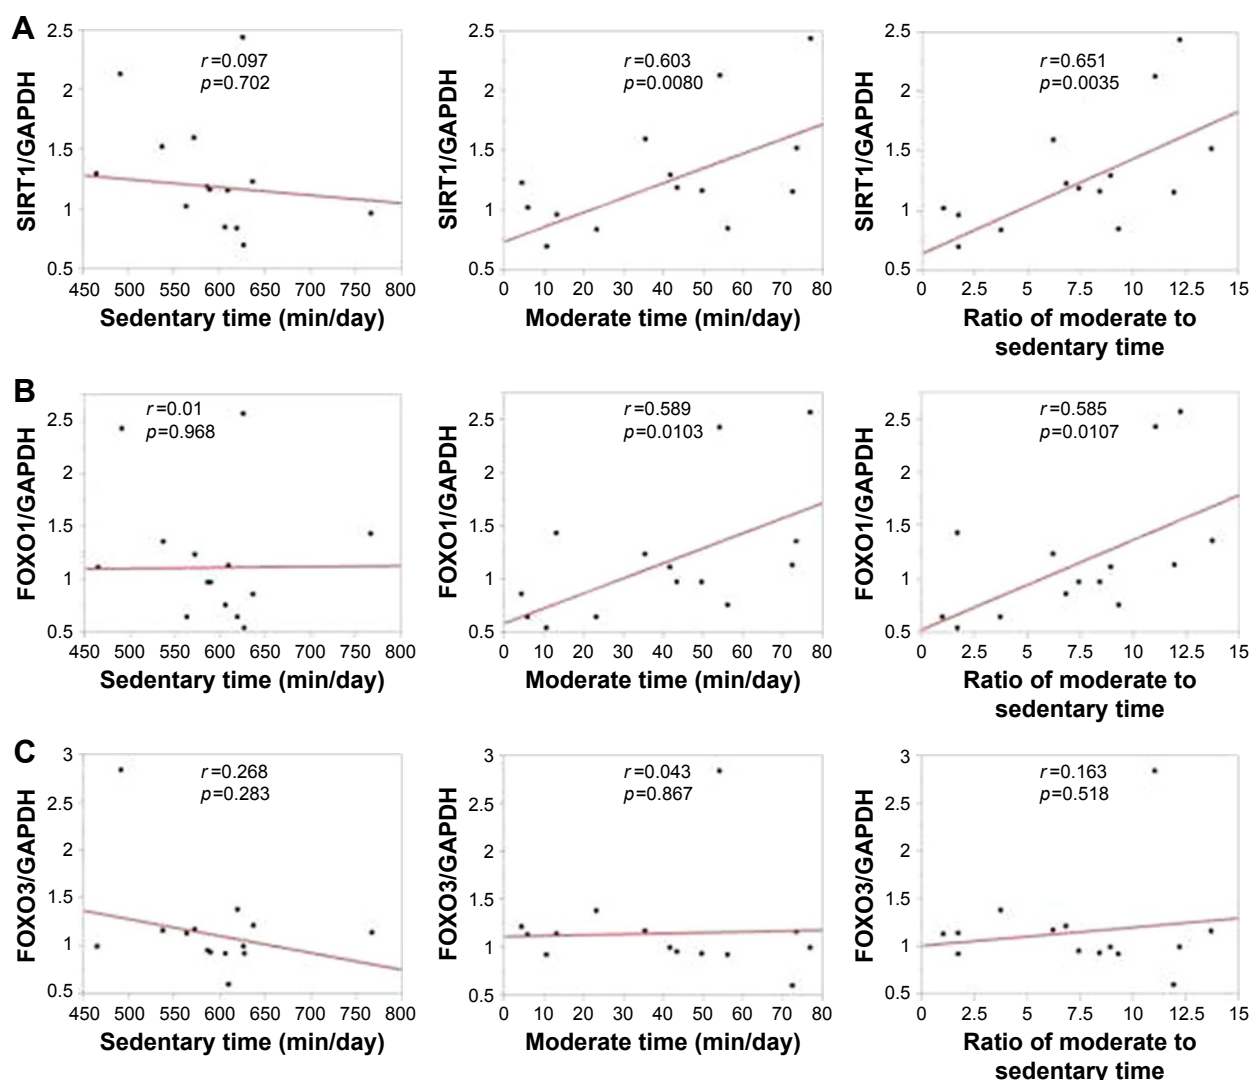 A
SIRT1/GAPDH
2.5
2
1.5
1
0.5
r=0.097
p=0.702
450 500 550 600 650 700 750 800
Sedentary time (min/day)
SIRT1/GAPDH
2.5
2
1.5
1
0.5
r=0.603
p=0.0080
0 10 20 30 40 50 60 70 80
Moderate time (min/day)
SIRT1/GAPDH
2.5
2
1.5
1
0.5
r=0.651
p=0.0035
0 2.5 5 7.5 10 12.5 15
Ratio of moderate to
sedentary time
B
FOXO1/GAPDH
2.5
2
1.5
1
0.5
r=0.01
p=0.968
450 500 550 600 650 700 750 800
Sedentary time (min/day)
FOXO1/GAPDH
2.5
2
1.5
1
0.5
r=0.589
p=0.0103
0 10 20 30 40 50 60 70 80
Moderate time (min/day)
FOXO1/GAPDH
2.5
2
1.5
1
0.5
r=0.585
p=0.0107
0 2.5 5 7.5 10 12.5 15
Ratio of moderate to
sedentary time
C
FOXO3/GAPDH
3
2.5
2
1.5
1
0.5
r=0.268
p=0.283
450 500 550 600 650 700 750 800
Sedentary time (min/day)
FOXO3/GAPDH
3
2.5
2
1.5
1
0.5
r=0.043
p=0.867
0 10 20 30 40 50 60 70 80
Moderate time (min/day)
FOXO3/GAPDH
3
2.5
2
1.5
1
0.5
r=0.163
p=0.518
0 2.5 5 7.5 10 12.5 15
Ratio of moderate to
sedentary time